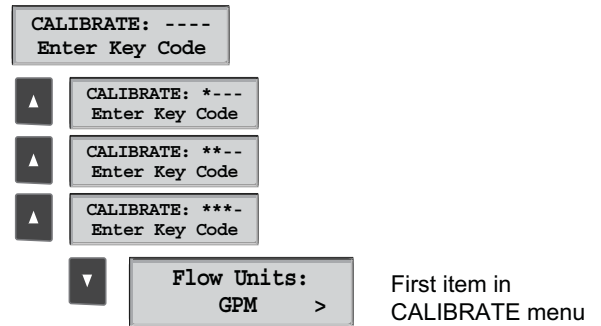 CALIBRATE: ----
Enter Key Code
CALIBRATE: *---
Enter Key Code
CALIBRATE: **--
Enter Key Code
CALIBRATE: ***-
Enter Key Code
Flow Units:
GPM >
First item in
CALIBRATE menu